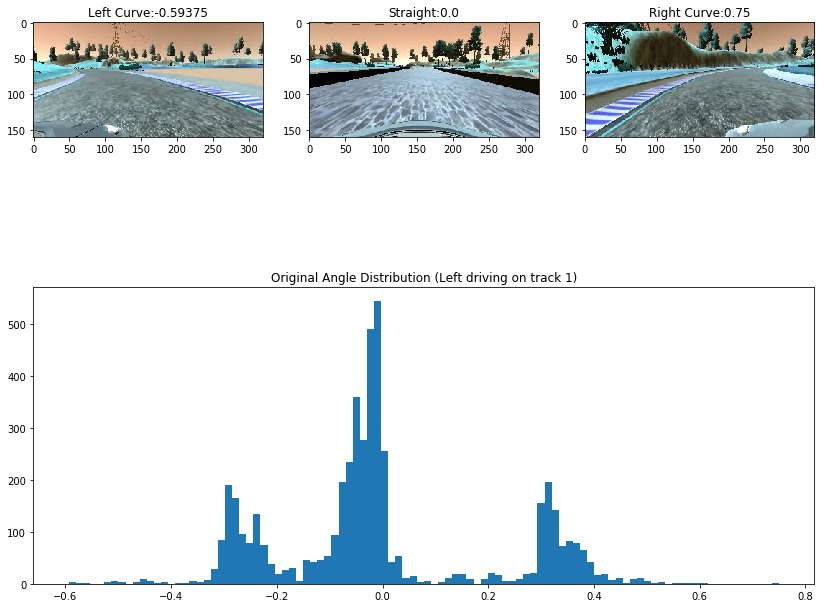 Left Curve:-0.59375
Straight:0.0
Right Curve:0.75
0
50
100
150
0 50 100 150 200 250 300
0
50
100
150
0 50 100 150 200 250 300
0
50
100
150
0 50 100 150 200 250 300
Original Angle Distribution (Left driving on track 1)
500
400
300
200
100
0
−0.6 −0.4 −0.2 0.0 0.2 0.4 0.6 0.8